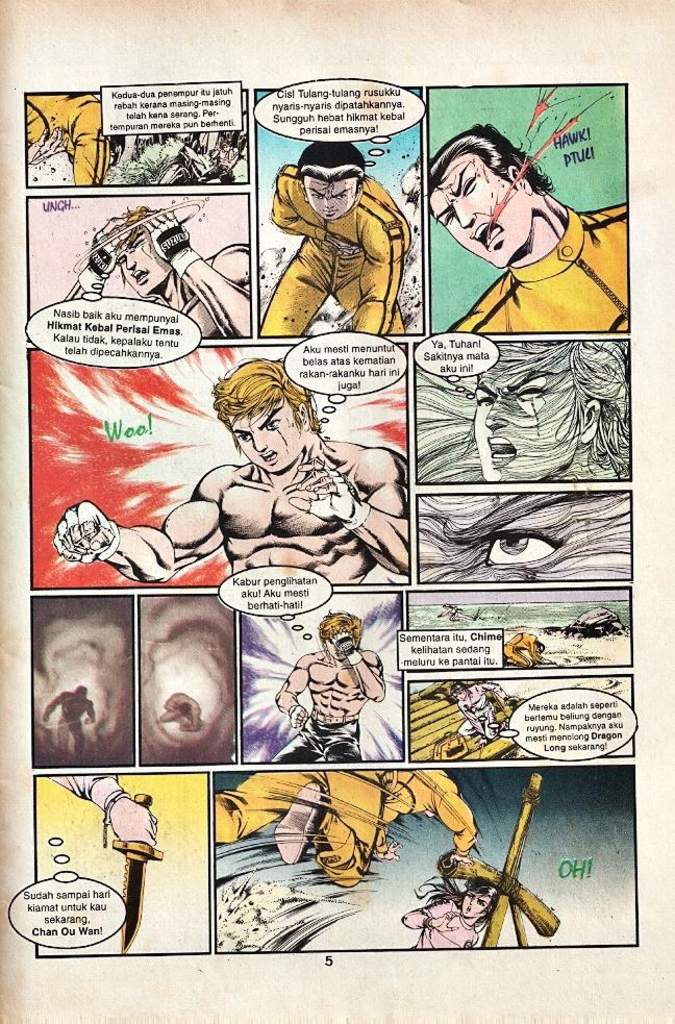 Kedua-dua penempur itu jatuh
rebah kerana masing-masing
telah kena serang. Per-
tempuran mereka pun berhenti.
Cis! Tulang-tulang rusukku
nyaris-nyaris dipatahkannya.
Sungguh hebat hikmat kebal
perisai emasnya!
HAWK!
PTUI!
UNGH...
SUZUKI
Nasib baik aku mempunyai
Hikmat Kebal Perisai Emas.
Kalau tidak, kepalaku tentu
telah dipecahkannya.
Woo!
Aku mesti menuntut
belas atas kematian
rakan-rakanku hari ini
juga!
Ya, Tuhan!
Sakitnya mata
aku ini!
Kabur penglihatan
aku! Aku mesti
berhati-hati!
Sementara itu, Chime
kelihatan sedang
meluru ke pantai itu.
Mereka adalah seperti
bertemu beliung dengan
ruyung. Nampaknya aku
mesti menolong Dragon
Long sekarang!
Sudah sampai hari
kiamat untuk kau
sekarang,
Chan Ou Wan!
OH!
5